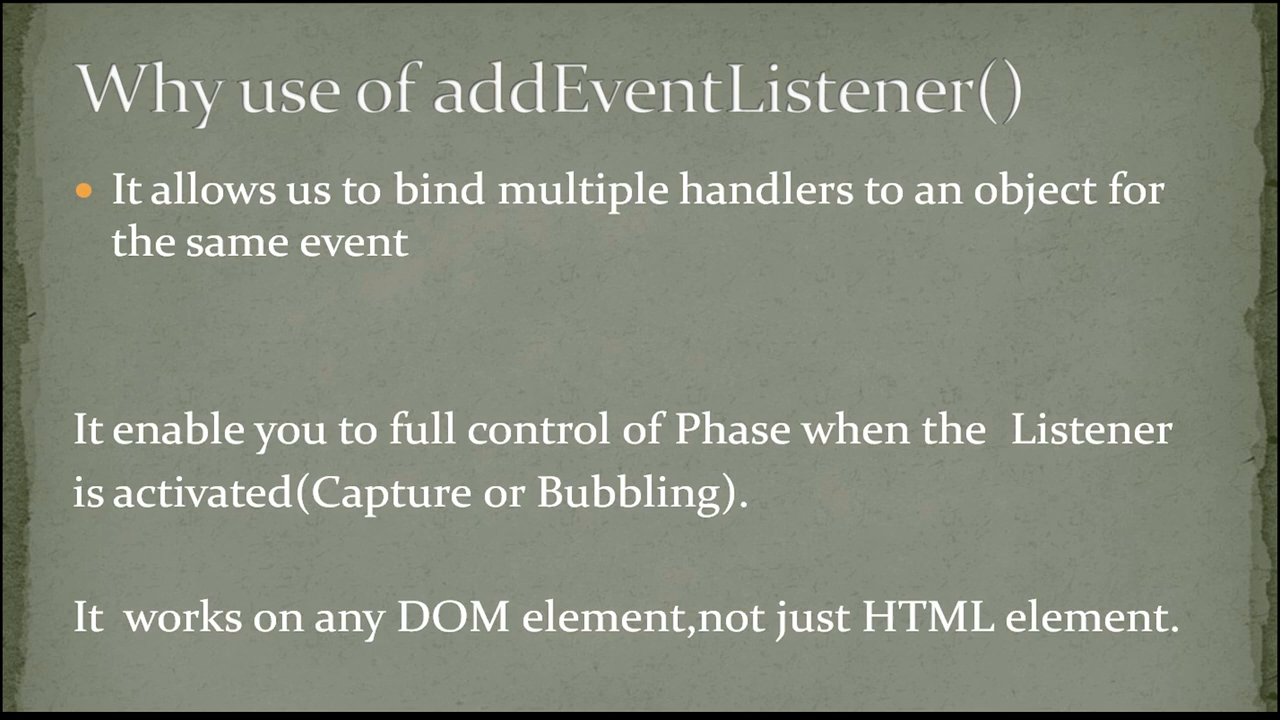 Why use of addEventListener()
It allows us to bind multiple handlers to an object for
the same event
It enable you to full control of Phase when the Listener
is activated(Capture or Bubbling).
It works on any DOM element,not just HTML element.